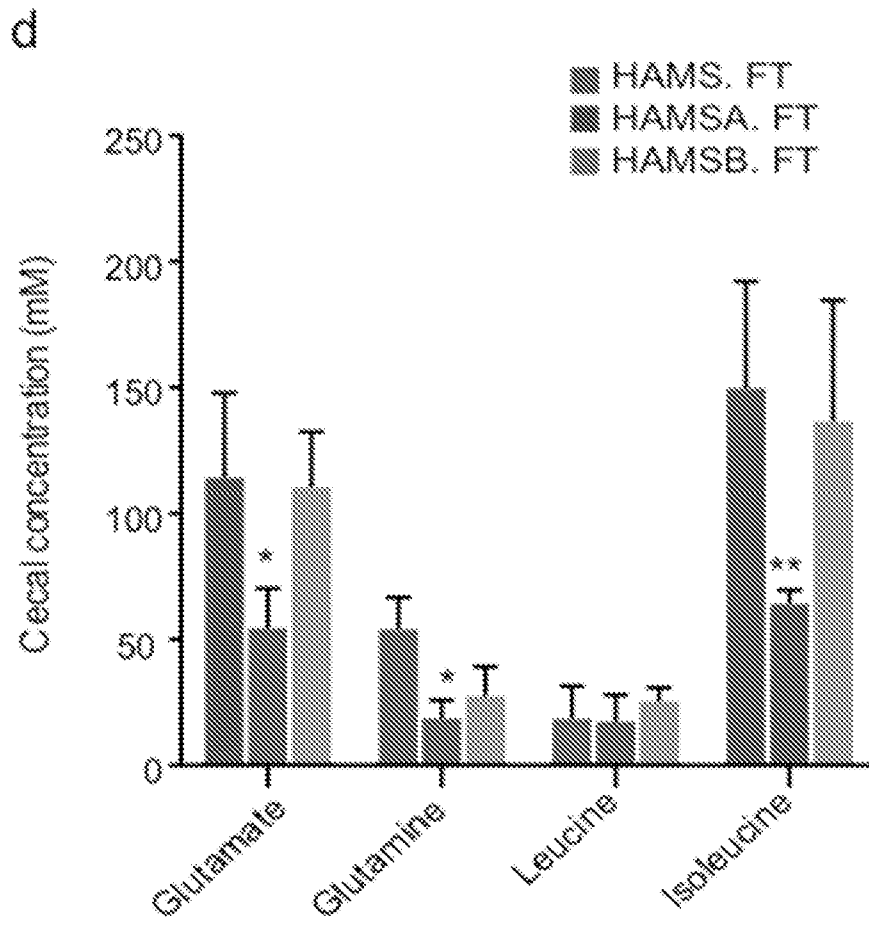 d
HAMS. FT
HAMSA. FT
HAMSB. FT
Cecal concentration (mM)
250
200
150
100
50
0
*
*
**
Glutamate
Glutamine
Leucine
Isoleucine